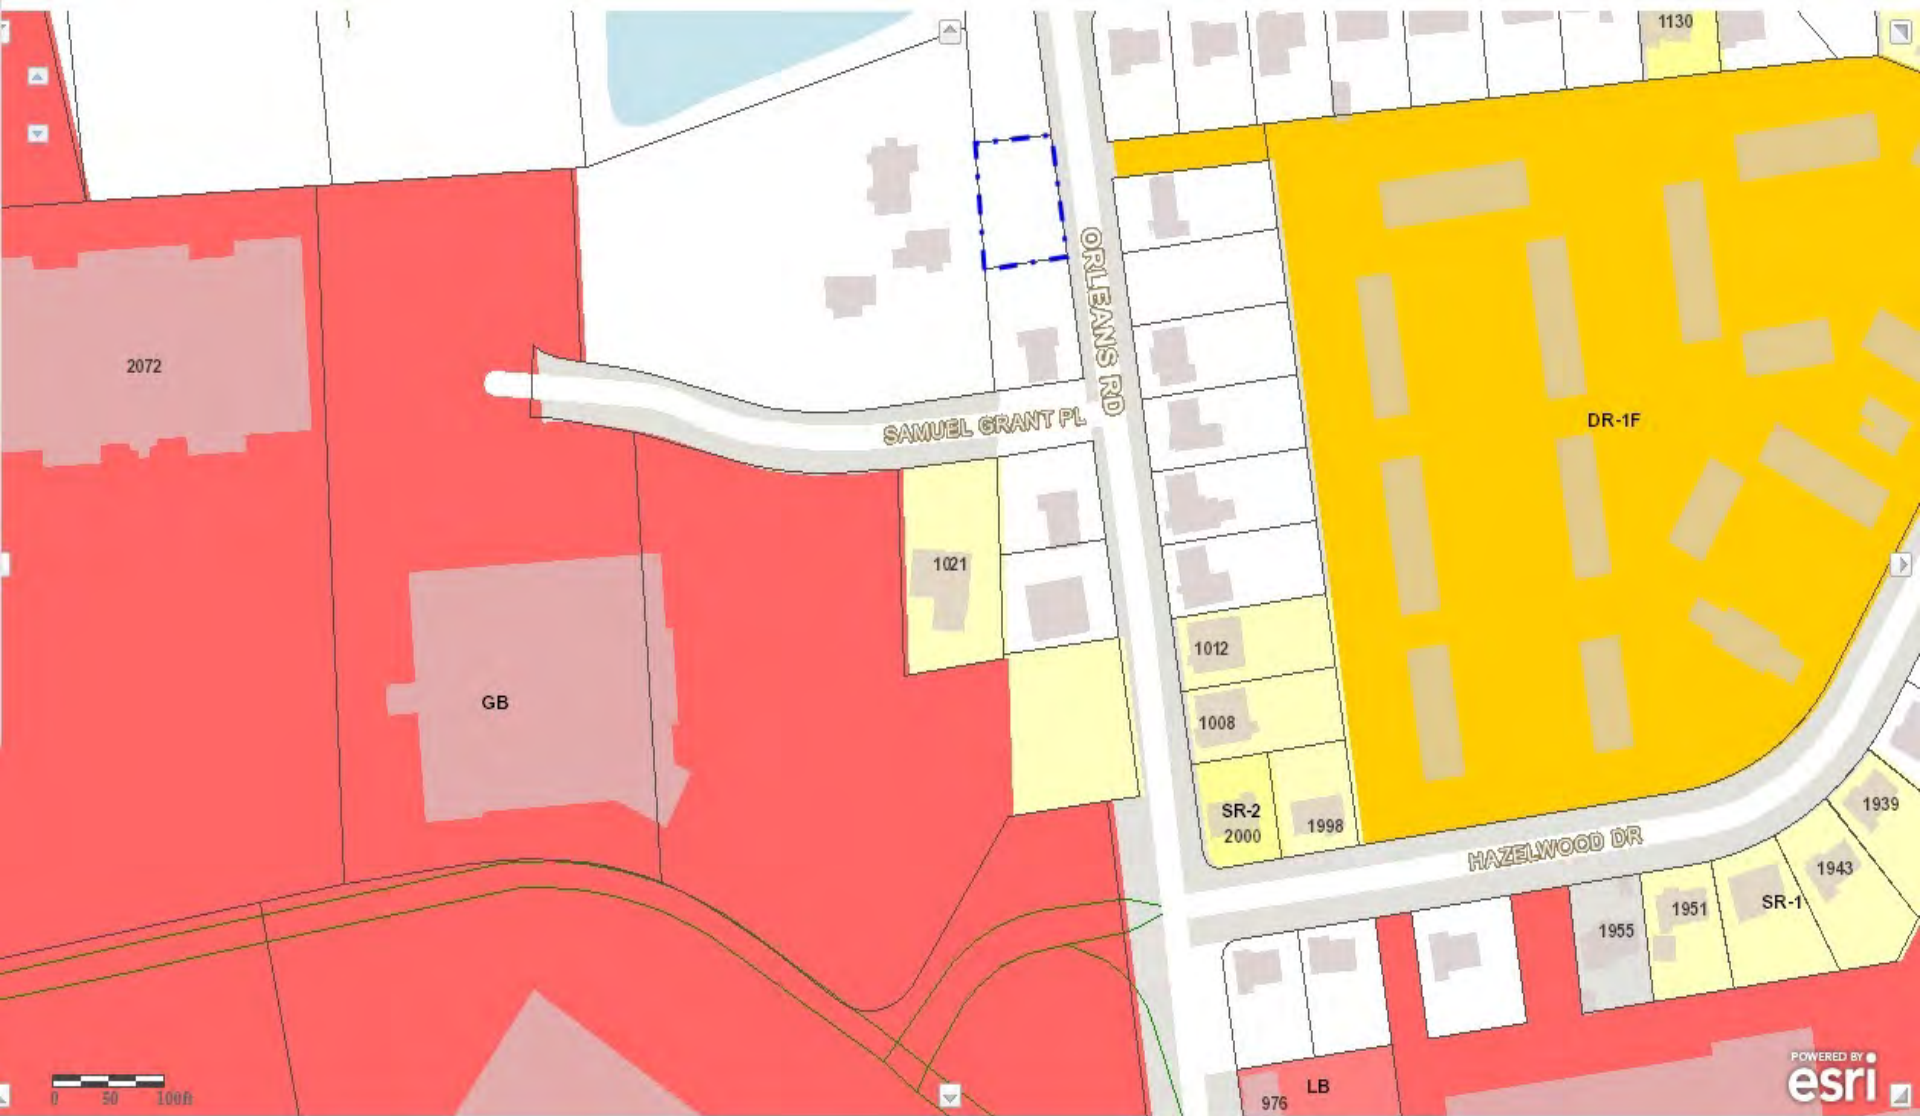 1130
ORLEANS RD
2072
SAMUEL GRANT PL
DR-1F
1021
1012
GB
1008
SR-2
2000
1998
HAZELWOOD DR
1939
1943
SR-1
1951
1955
POWERED BY
esri
LB
976
0 50 100ft